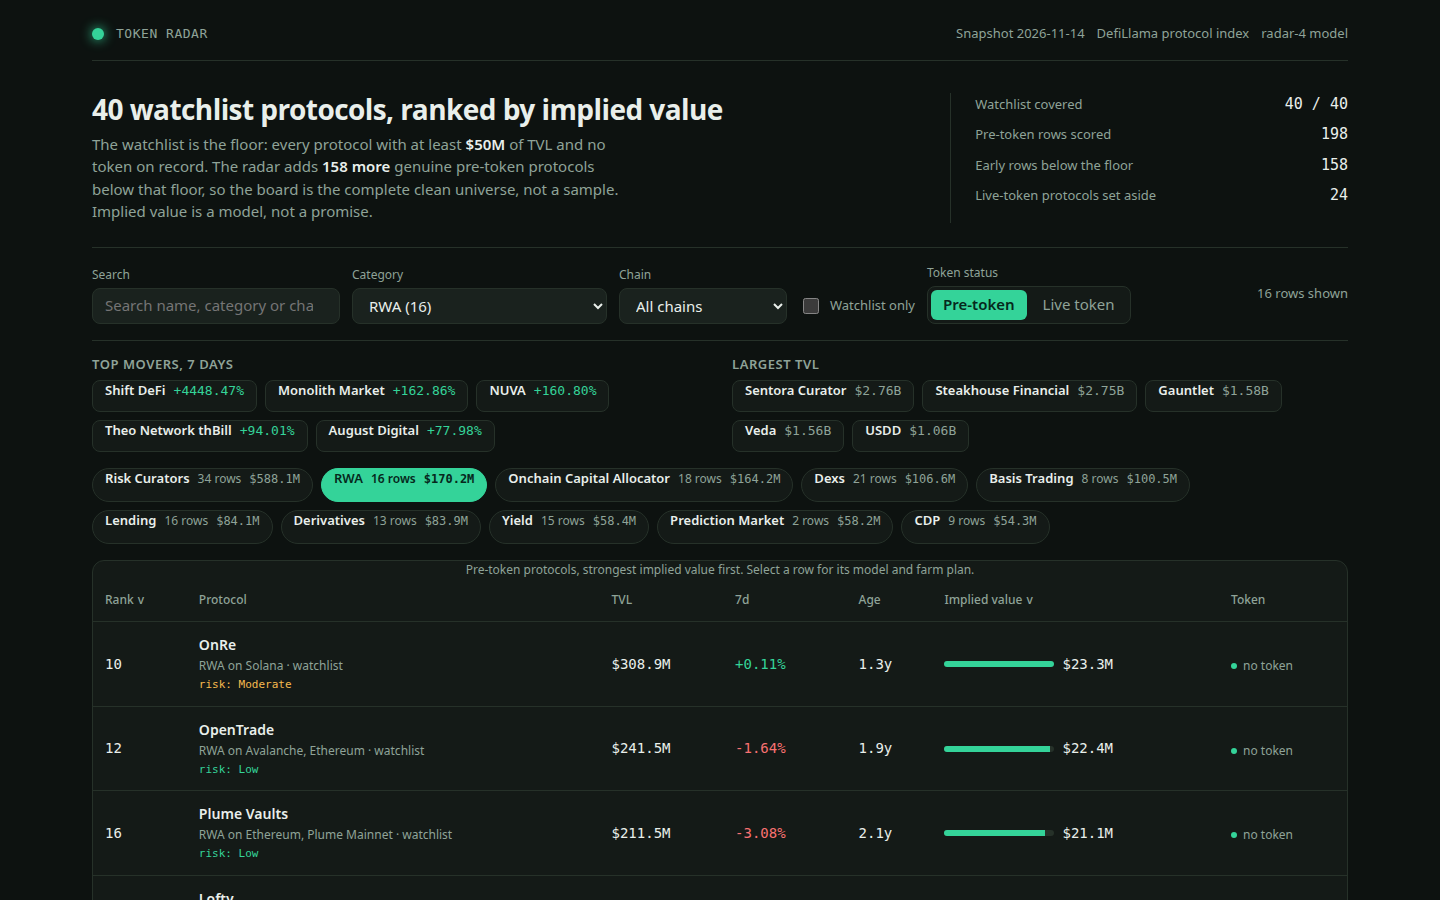 TOKEN RADAR
Snapshot 2026-11-14 DefiLlama protocol index radar-4 model
40 watchlist protocols, ranked by implied value
The watchlist is the floor: every protocol with at least $50M of TVL and no
token on record. The radar adds 158 more genuine pre-token protocols
below that floor, so the board is the complete clean universe, not a sample.
Implied value is a model, not a promise.
Watchlist covered 40 / 40
Pre-token rows scored 198
Early rows below the floor 158
Live-token protocols set aside 24
Search Category Chain Token status
Search name, category or cha RWA (16) All chains Watchlist only Pre-token Live token 16 rows shown
TOP MOVERS, 7 DAYS
Shift DeFi +4448.47% Monolith Market +162.86% NUVA +160.80%
Theo Network thBill +94.01% August Digital +77.98%
LARGEST TVL
Sentora Curator $2.76B Steakhouse Financial $2.75B Gauntlet $1.58B
Veda $1.56B USDD $1.06B
Risk Curators 34 rows $588.1M RWA 16 rows $170.2M Onchain Capital Allocator 18 rows $164.2M Dexs 21 rows $106.6M Basis Trading 8 rows $100.5M
Lending 16 rows $84.1M Derivatives 13 rows $83.9M Yield 15 rows $58.4M Prediction Market 2 rows $58.2M CDP 9 rows $54.3M
Pre-token protocols, strongest implied value first. Select a row for its model and farm plan.
Rank v Protocol TVL 7d Age Implied value v Token
OnRe
10 RWA on Solana · watchlist $308.9M +0.11% 1.3y $23.3M no token
risk: Moderate
OpenTrade
12 RWA on Avalanche, Ethereum · watchlist $241.5M -1.64% 1.9y $22.4M no token
risk: Low
Plume Vaults
16 RWA on Ethereum, Plume Mainnet · watchlist $211.5M -3.08% 2.1y $21.1M no token
risk: Low
Lofty